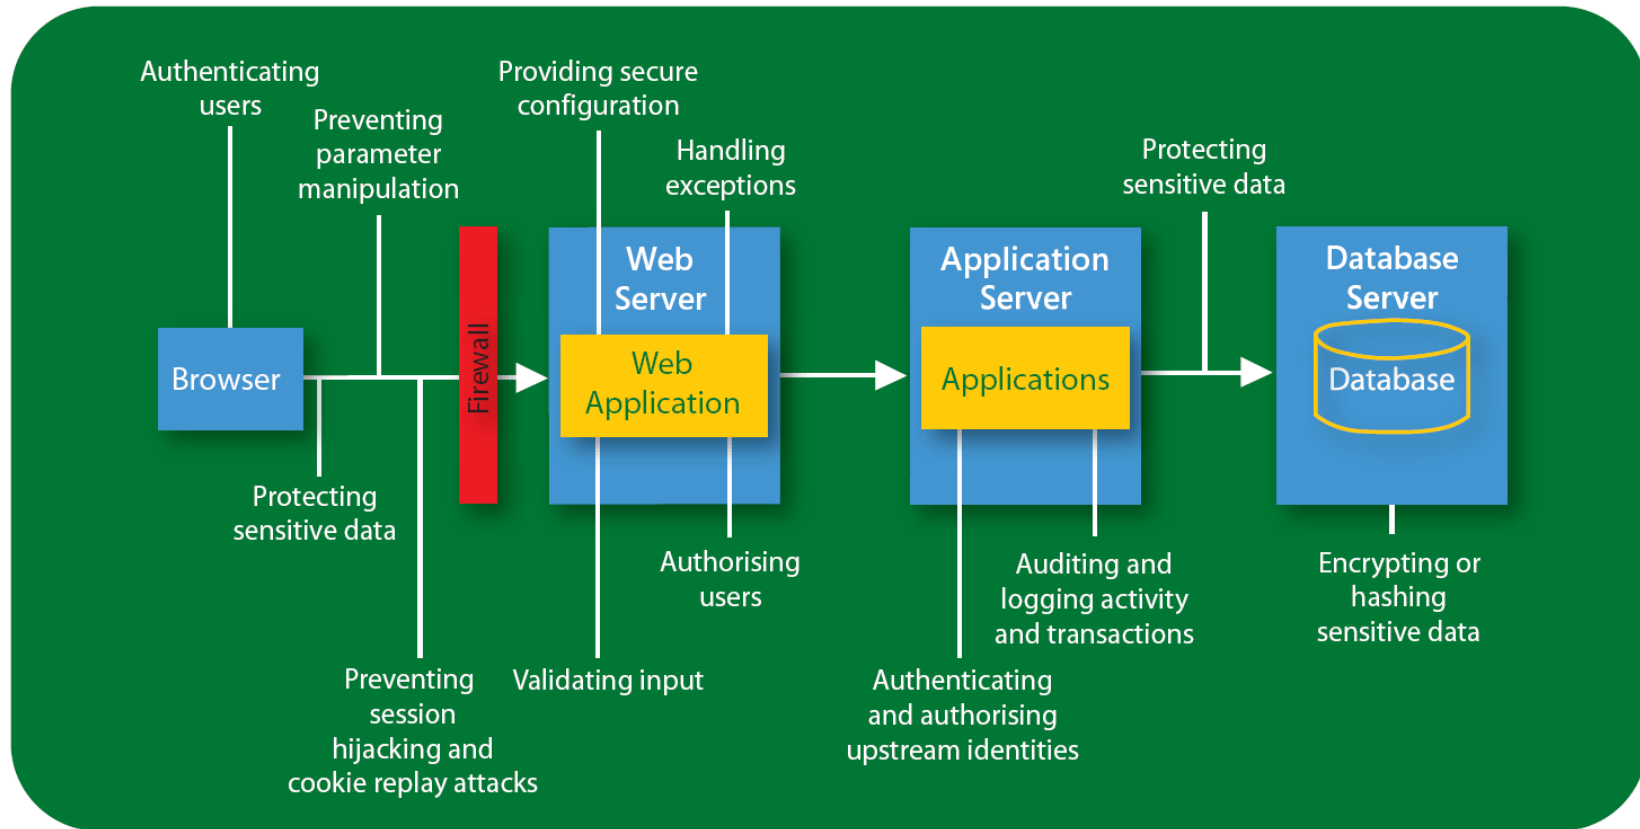 Authenticating
users
Preventing
parameter
manipulation
Providing secure
configuration
Handling
exceptions
Protecting
sensitive data
Browser
Firewall
Web
Server
Web
Application
Application
Server
Applications
Database
Server
Database
Protecting
sensitive data
Preventing
session
hijacking and
cookie replay attacks
Validating input
Authorising
users
Authenticating
and authorising
upstream identities
Auditing and
logging activity
and transactions
Encrypting or
hashing
sensitive data